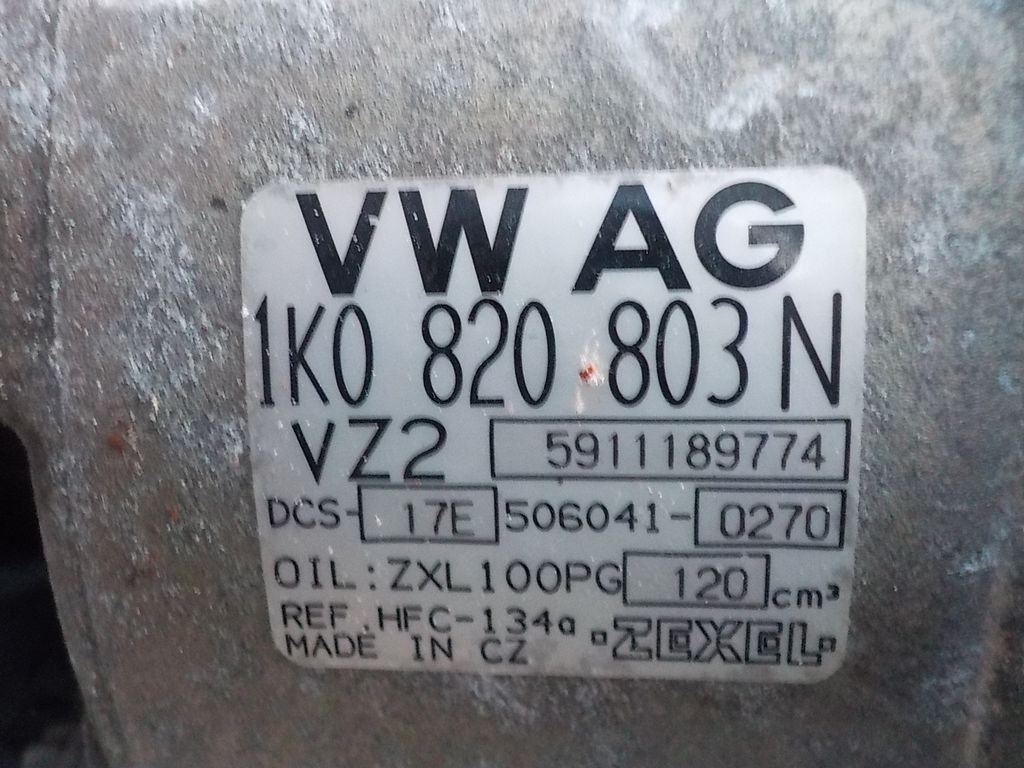 VW AG
1K0 820 803 N
VZ2 5911189774
DCS-17E 506041-0270
OIL:ZXL100PG 120 cm³
REF.HFC-134a
MADE IN CZ ZEXEL